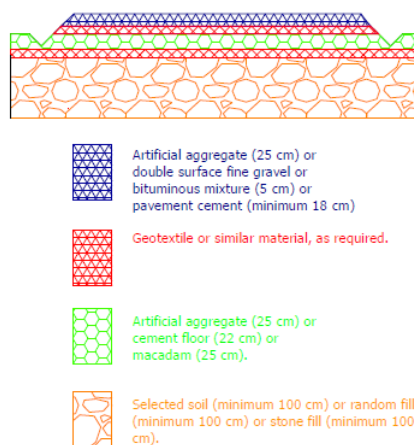 Artificial aggregate (25 cm) or
double surface fine gravel or
bituminous mixture (5 cm) or
pavement cement (minimum 18 cm)
Geotextile or similar material, as required.
Artificial aggregate (25 cm) or
cement floor (22 cm) or
macadam (25 cm).
Selected soil (minimum 100 cm) or random fill
(minimum 100 cm) or stone fill (minimum 100
cm).